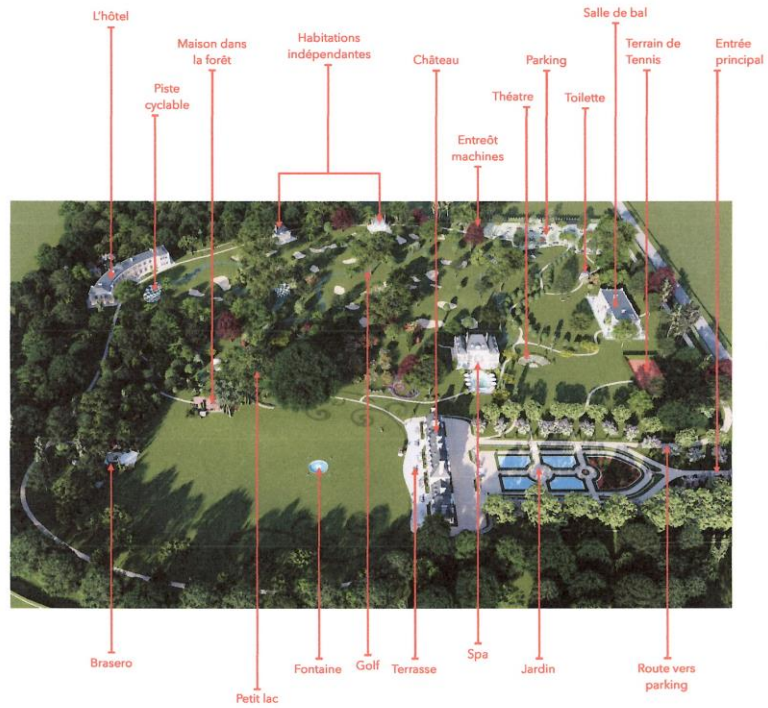 L'hôtel
Maison dans
la forêt
Piste
cyclable
Habitations
indépendantes
Château
Entreôt
machines
Théatre
Parking
Toilette
Salle de bal
Terrain de
Tennis
Entrée
principal
Brasero
Petit lac
Fontaine
Golf
Terrasse
Spa
Jardin
Route vers
parking